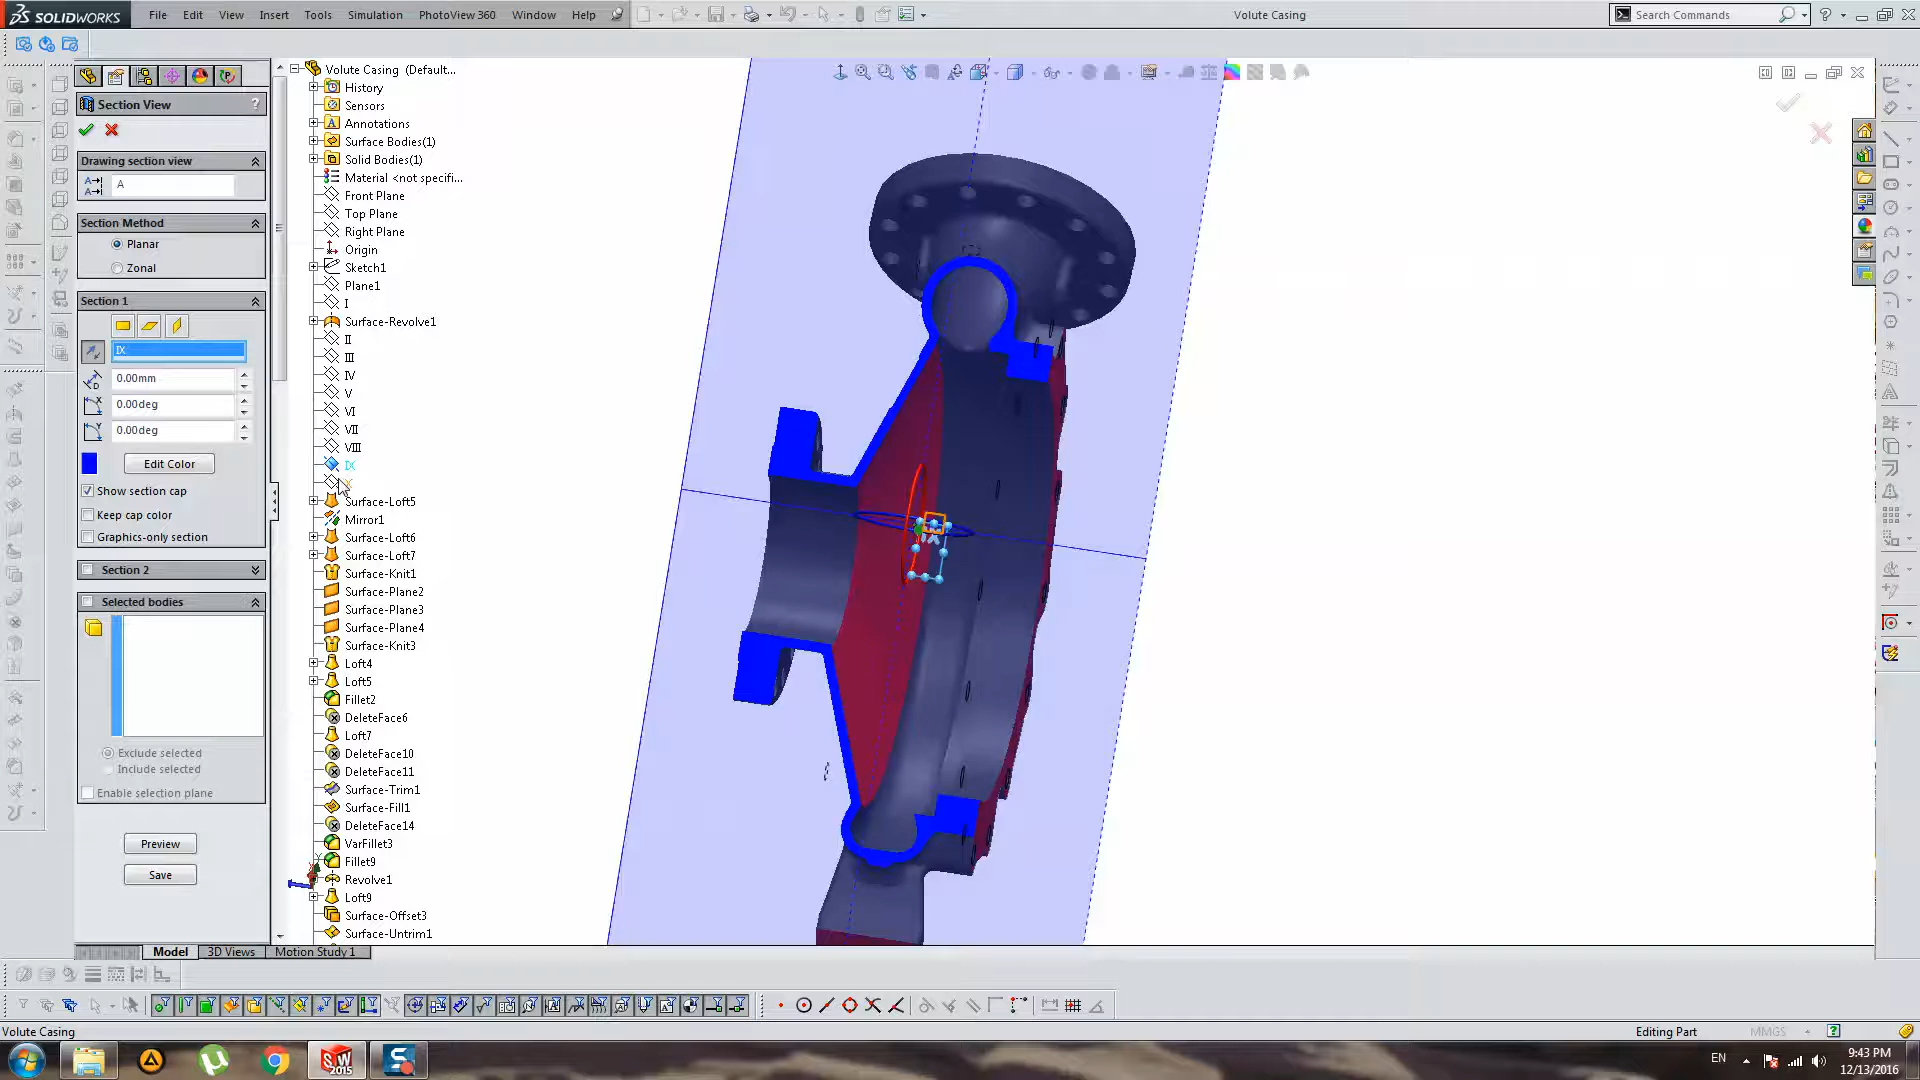 SOLIDWORKS File Edit View Insert Tools Simulation PhotoView 360 Window Help Volute Casing Search Commands
Section View ?
Drawing section view
A
Section Method
Planar
Zonal
Section 1
IX
0.00mm
0.00deg
0.00deg
Edit Color
Show section cap
Keep cap color
Graphics-only section
Section 2
Selected bodies
Exclude selected
Include selected
Enable selection plane
Preview
Save
Volute Casing (Default...
History
Sensors
Annotations
Surface Bodies(1)
Solid Bodies(1)
Material <not specifi...
Front Plane
Top Plane
Right Plane
Origin
Sketch1
Plane1
I
Surface-Revolve1
II
III
IV
V
VI
VII
VIII
IX
X
Surface-Loft5
Mirror1
Surface-Loft6
Surface-Loft7
Surface-Knit1
Surface-Plane2
Surface-Plane3
Surface-Plane4
Surface-Knit3
Loft4
Loft5
Fillet2
DeleteFace6
Loft7
DeleteFace10
DeleteFace11
Surface-Trim1
Surface-Fill1
DeleteFace14
VarFillet3
Fillet9
Revolve1
Loft9
Surface-Offset3
Surface-Untrim1
Model 3D Views Motion Study 1
Volute Casing Editing Part MMGS
EN 9:43 PM
12/13/2016